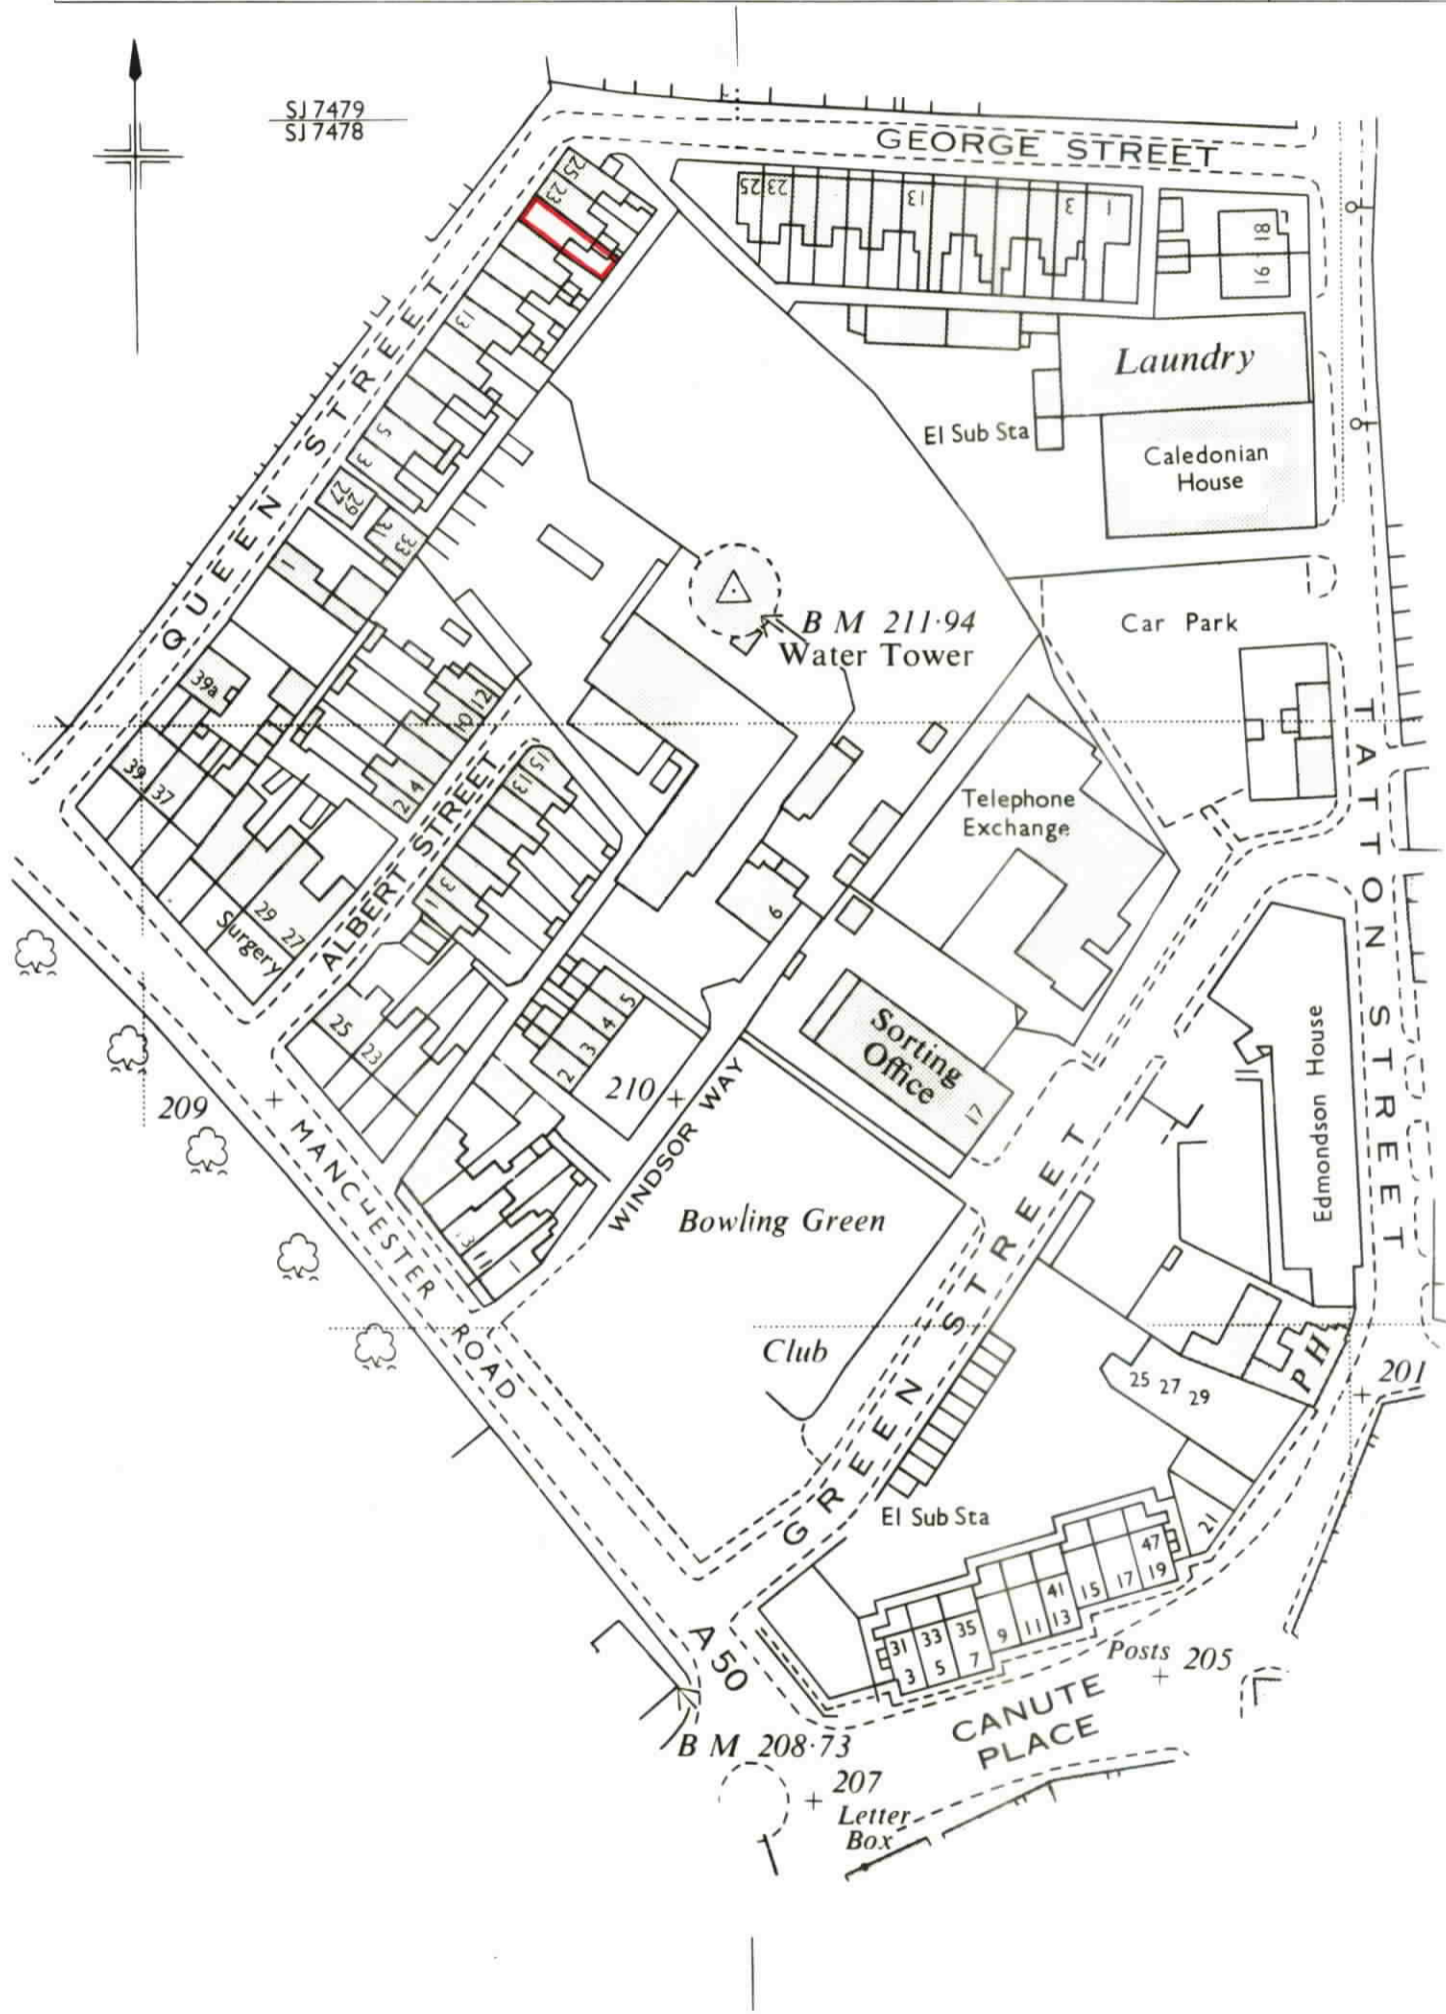 SJ 7479
SJ 7478
GEORGE STREET
25
23
25
23
13
3
1
18
16
Laundry
El Sub Sta
Caledonian
House
QUEEN STREET
13
5
3
29
27
31
33
1
B M 211·94
Water Tower
Car Park
39a
12
10
4
2
39
37
29
27
Surgery
ALBERT STREET
15
13
3
1
Telephone
Exchange
TATTON STREET
6
25
23
5
4
3
2
210
209
Sorting
Office
17
Edmondson House
MANCHESTER ROAD
WINDSOR WAY
13
11
1
Bowling Green
Club
GREEN STREET
PH
25 27 29
201
El Sub Sta
21
47
41
15 17 19
9 11 13
31 33 35
3 5 7
A 50
Posts 205
CANUTE
PLACE
B M 208·73
207
Letter
Box